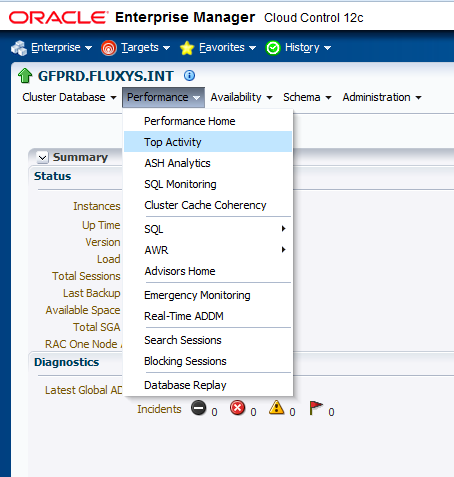 ORACLE Enterprise Manager Cloud Control 12c
Enterprise Targets Favorites History
GFPRD.FLUXYS.INT
Cluster Database Performance Availability Schema Administration
Performance Home
Top Activity
ASH Analytics
SQL Monitoring
Cluster Cache Coherency
SQL
AWR
Advisors Home
Emergency Monitoring
Real-Time ADDM
Search Sessions
Blocking Sessions
Database Replay
Summary
Status
Instances
Up Time
Version
Load
Total Sessions
Last Backup
Available Space
Total SGA
RAC One Node
Diagnostics
Latest Global AD
Incidents 0 0 0 0